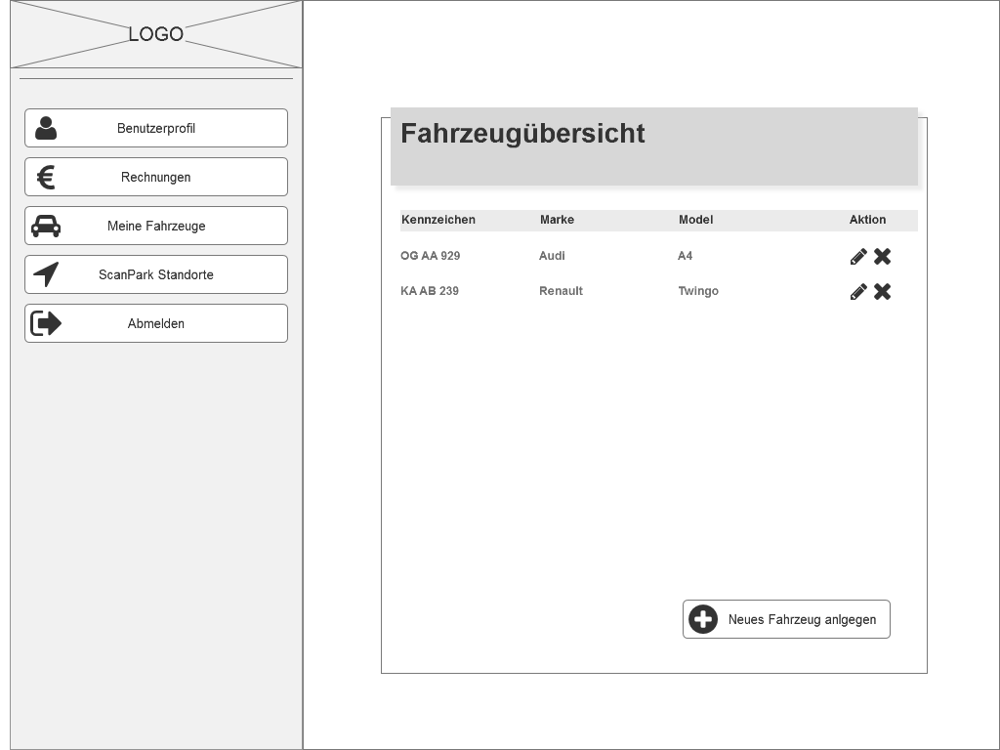 LOGO
Benutzerprofil
Rechnungen
Meine Fahrzeuge
ScanPark Standorte
Abmelden
Fahrzeugübersicht
Kennzeichen Marke Model Aktion
OG AA 929 Audi A4
KA AB 239 Renault Twingo
Neues Fahrzeug anlgegen